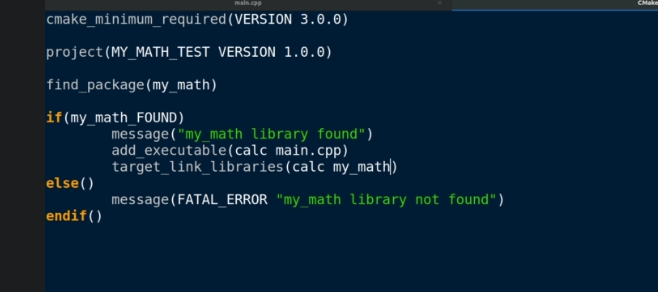 main.cpp
CMake
cmake_minimum_required(VERSION 3.0.0)
project(MY_MATH_TEST VERSION 1.0.0)
find_package(my_math)
if(my_math_FOUND)
message("my_math library found")
add_executable(calc main.cpp)
target_link_libraries(calc my_math)
else()
message(FATAL_ERROR "my_math library not found")
endif()